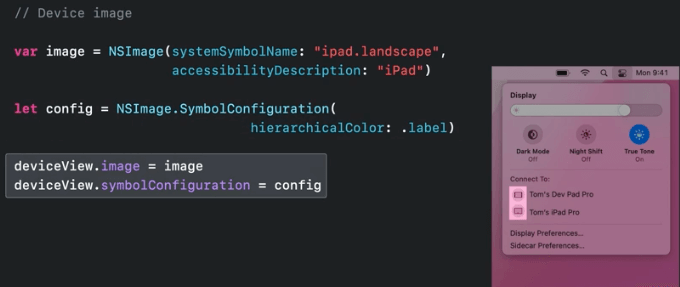 // Device image
var image = NSImage(systemSymbolName: "ipad.landscape",
accessibilityDescription: "iPad")
let config = NSImage.SymbolConfiguration(
hierarchicalColor: .label)
deviceView.image = image
deviceView.symbolConfiguration = config
Mon 9:41
Display
Dark Mode Night Shift True Tone
Off Off On
Connect To:
Tom's Dev Pad Pro
Tom's iPad Pro
Display Preferences...
Sidecar Preferences...